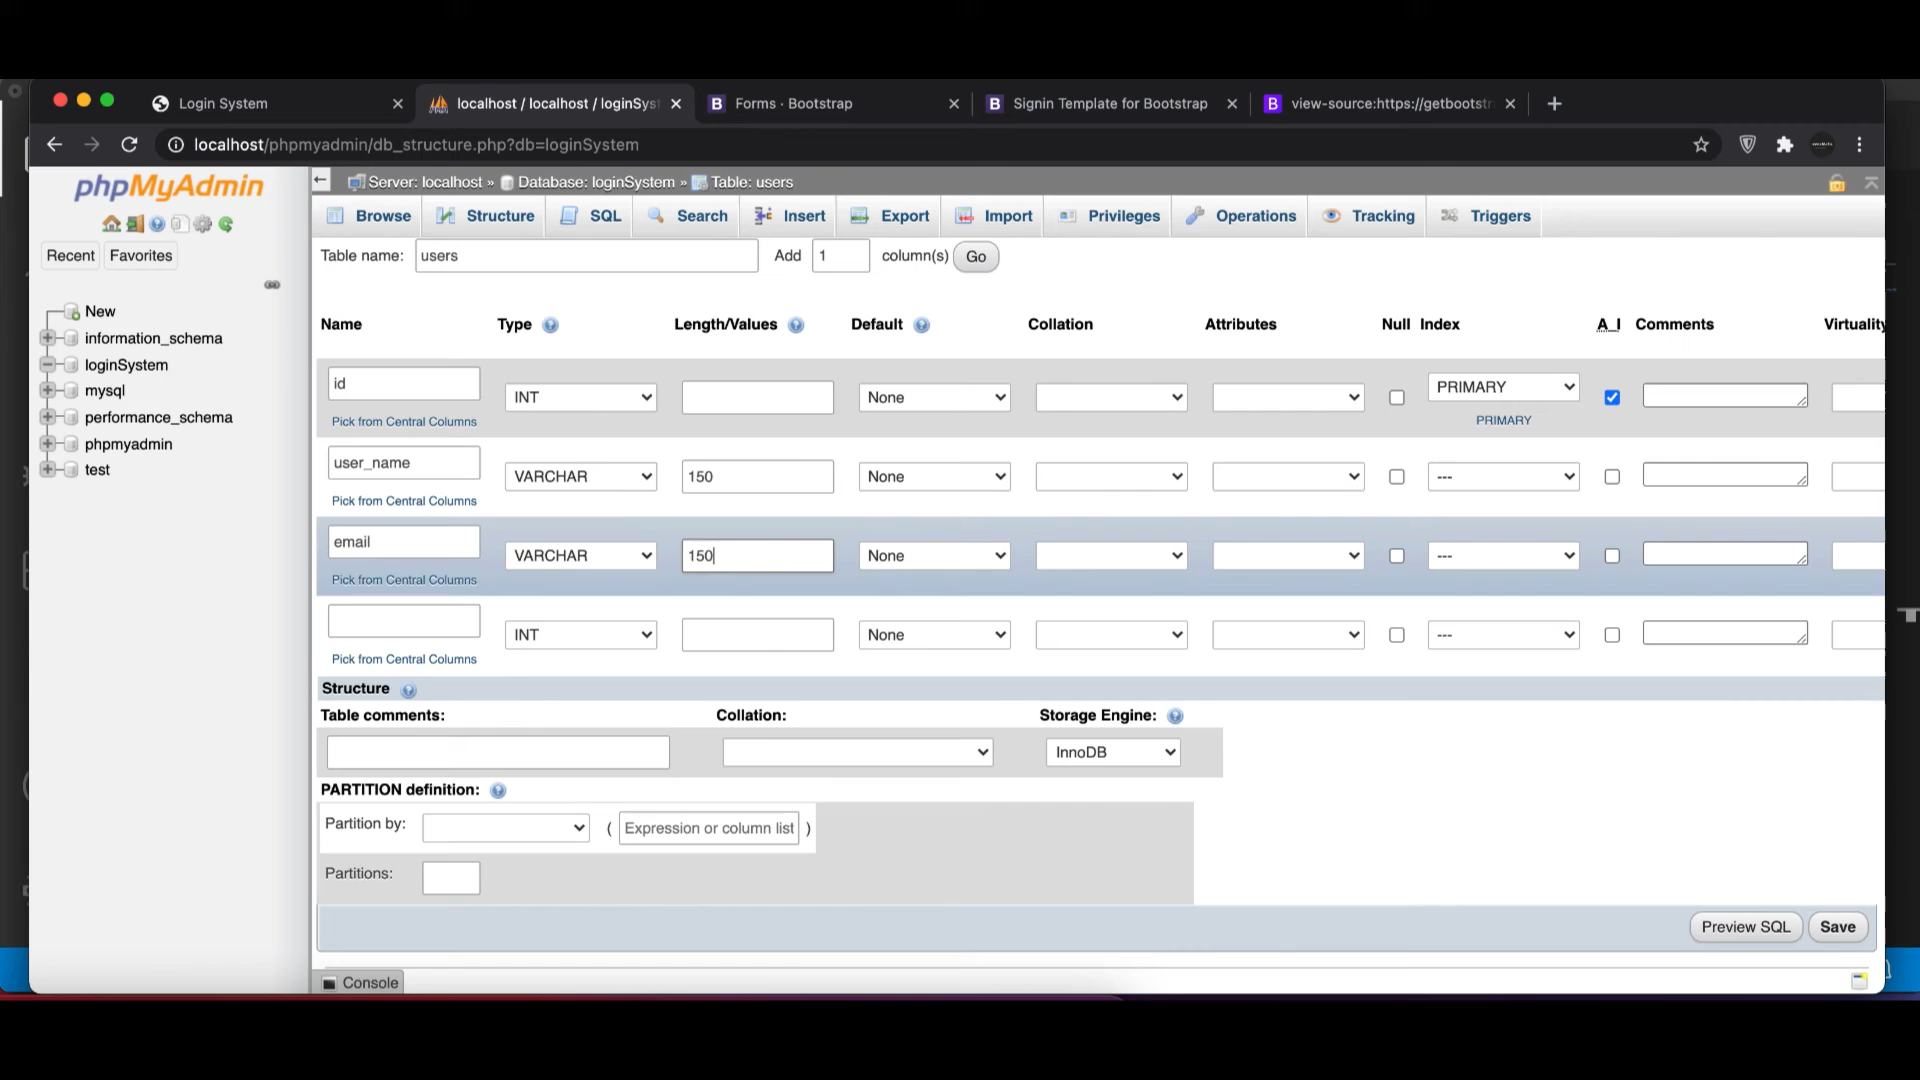 Login System
localhost / localhost / loginSyst
Forms · Bootstrap
Signin Template for Bootstrap
view-source:https://getbootstr
localhost/phpmyadmin/db_structure.php?db=loginSystem
phpMyAdmin
Server: localhost » Database: loginSystem » Table: users
Browse Structure SQL Search Insert Export Import Privileges Operations Tracking Triggers
Recent Favorites
Table name: users Add 1 column(s) Go
New
information_schema
loginSystem
mysql
performance_schema
phpmyadmin
test
Name Type Length/Values Default Collation Attributes Null Index A_I Comments Virtuality
id INT None PRIMARY
Pick from Central Columns PRIMARY
user_name VARCHAR 150 None ---
Pick from Central Columns
email VARCHAR 150 None ---
Pick from Central Columns
INT None ---
Pick from Central Columns
Structure
Table comments: Collation: Storage Engine:
InnoDB
PARTITION definition:
Partition by: ( Expression or column list )
Partitions:
Preview SQL Save
Console